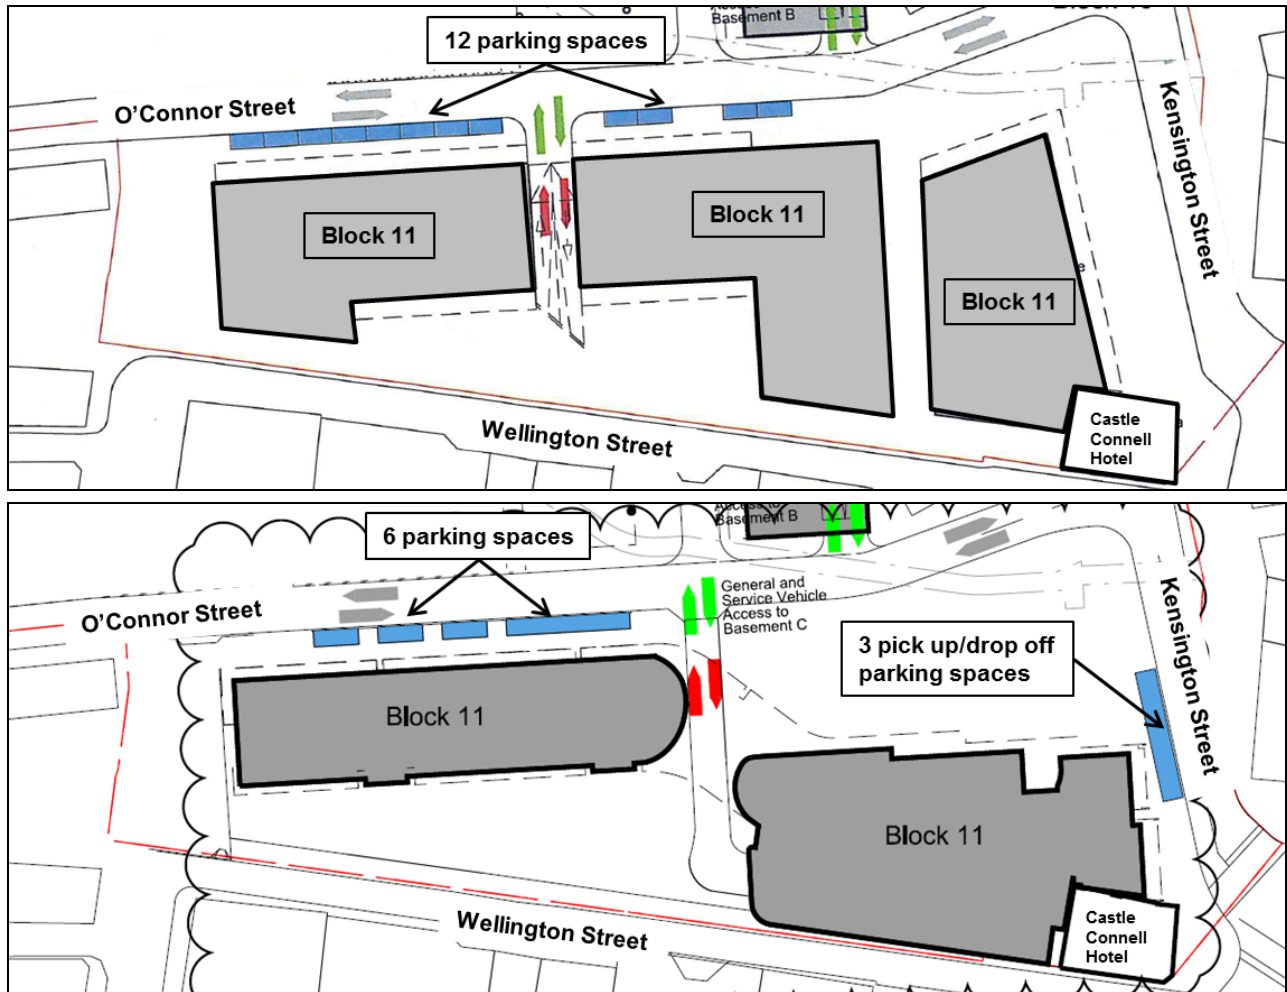 Basement B
12 parking spaces
O'Connor Street
Kensington Street
Block 11
Block 11
Block 11
Castle
Connell
Hotel
Wellington Street
Access to
Basement B
6 parking spaces
General and
Service Vehicle
Access to
Basement C
O'Connor Street
Kensington Street
3 pick up/drop off
parking spaces
Block 11
Block 11
Castle
Connell
Hotel
Wellington Street